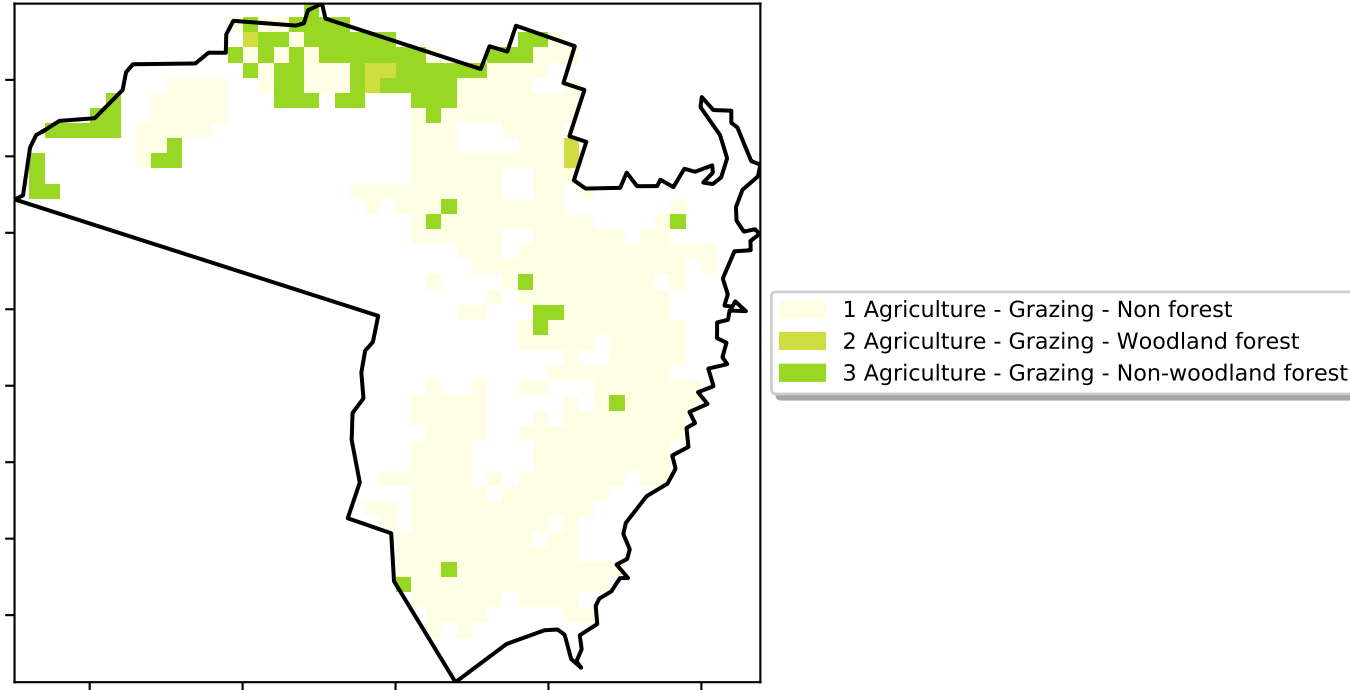 1 Agriculture - Grazing - Non forest
2 Agriculture - Grazing - Woodland forest
3 Agriculture - Grazing - Non-woodland forest